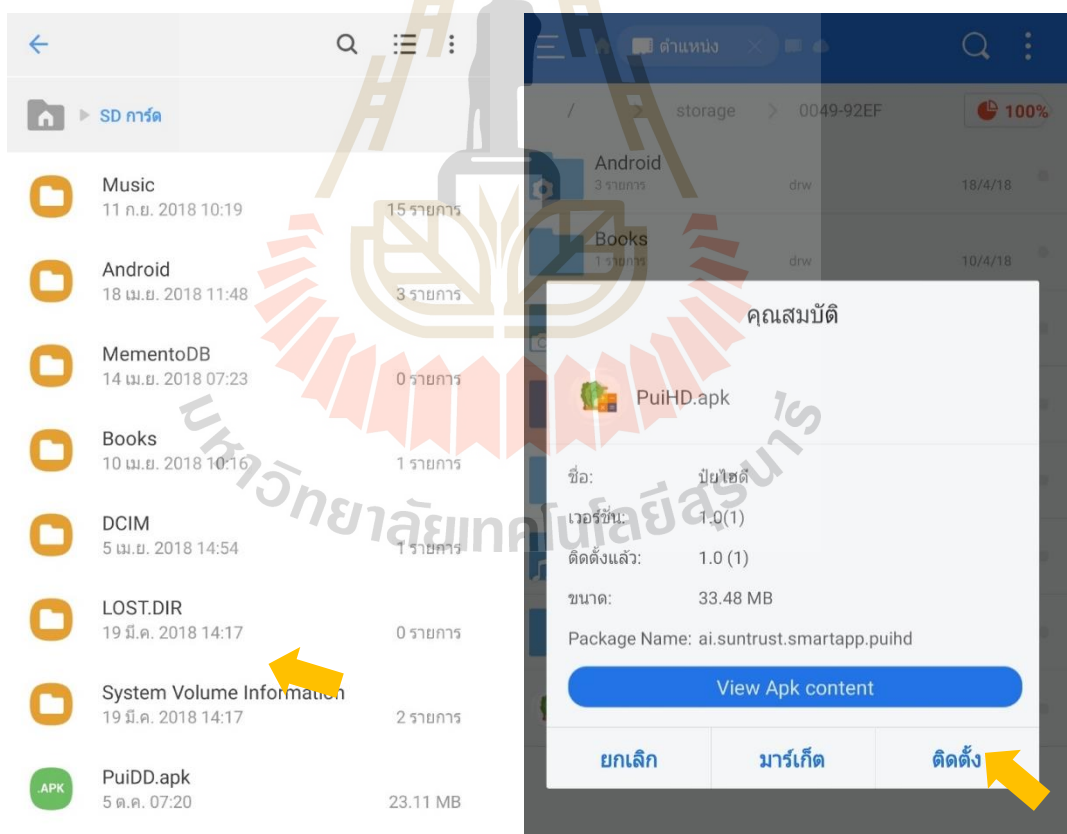 SD การ์ด
Music
11 ก.ย. 2018 10:19
15 รายการ
Android
18 เม.ย. 2018 11:48
3 รายการ
MementoDB
14 เม.ย. 2018 07:23
0 รายการ
Books
10 เม.ย. 2018 10:16
1 รายการ
DCIM
5 เม.ย. 2018 14:54
1 รายการ
LOST.DIR
19 มี.ค. 2018 14:17
0 รายการ
System Volume Information
19 มี.ค. 2018 14:17
2 รายการ
.APK
PuiDD.apk
5 ต.ค. 07:20
23.11 MB
ตำแหน่ง
/ > storage > 0049-92EF
100%
Android
3 รายการ
drw
18/4/18
Books
1 รายการ
drw
10/4/18
คุณสมบัติ
PuiHD.apk
ชื่อ: ปุ๋ยไฮดี
เวอร์ชั่น: 1.0(1)
ติดตั้งแล้ว: 1.0 (1)
ขนาด: 33.48 MB
Package Name: ai.suntrust.smartapp.puihd
View Apk content
ยกเลิก
มาร์เก็ต
ติดตั้ง
มหาวิทยาลัยเทคโนโลยีสุรนารี